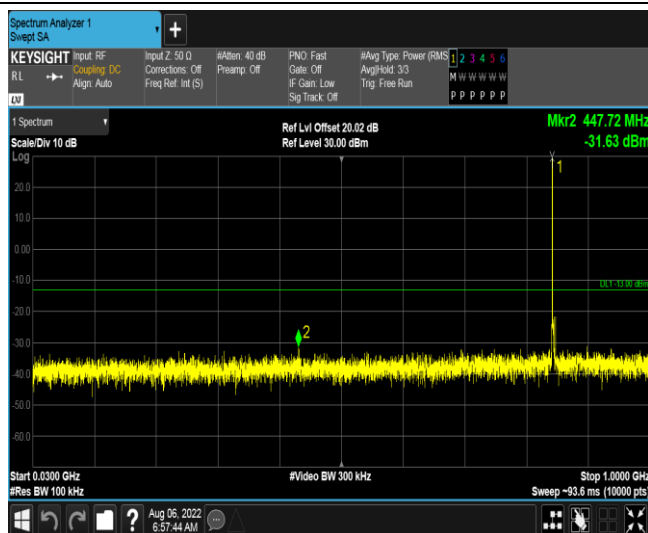 Spectrum Analyzer 1
Swept SA
+
KEYSIGHT
RL
Input: RF
Coupling: DC
Align: Auto
Input Z: 50 Ω
Corrections: Off
Freq Ref: Int (S)
#Atten: 40 dB
Preamp: Off
PNO: Fast
Gate: Off
IF Gain: Low
Sig Track: Off
#Avg Type: Power (RMS
Avg|Hold: 3/3
Trig: Free Run
1 2 3 4 5 6
M W W W W W
P P P P P P
LXI
1 Spectrum
Scale/Div 10 dB
Ref Lvl Offset 20.02 dB
Ref Level 30.00 dBm
Mkr2 447.72 MHz
-31.63 dBm
Log
1
20.0
10.0
0.00
-10.0
DL1 -13.00 dBm
-20.0
-30.0
2
-40.0
-50.0
-60.0
Start 0.0300 GHz
#Res BW 100 kHz
#Video BW 300 kHz
Stop 1.0000 GHz
Sweep ~93.6 ms (10000 pts)
?
Aug 06, 2022
6:57:44 AM